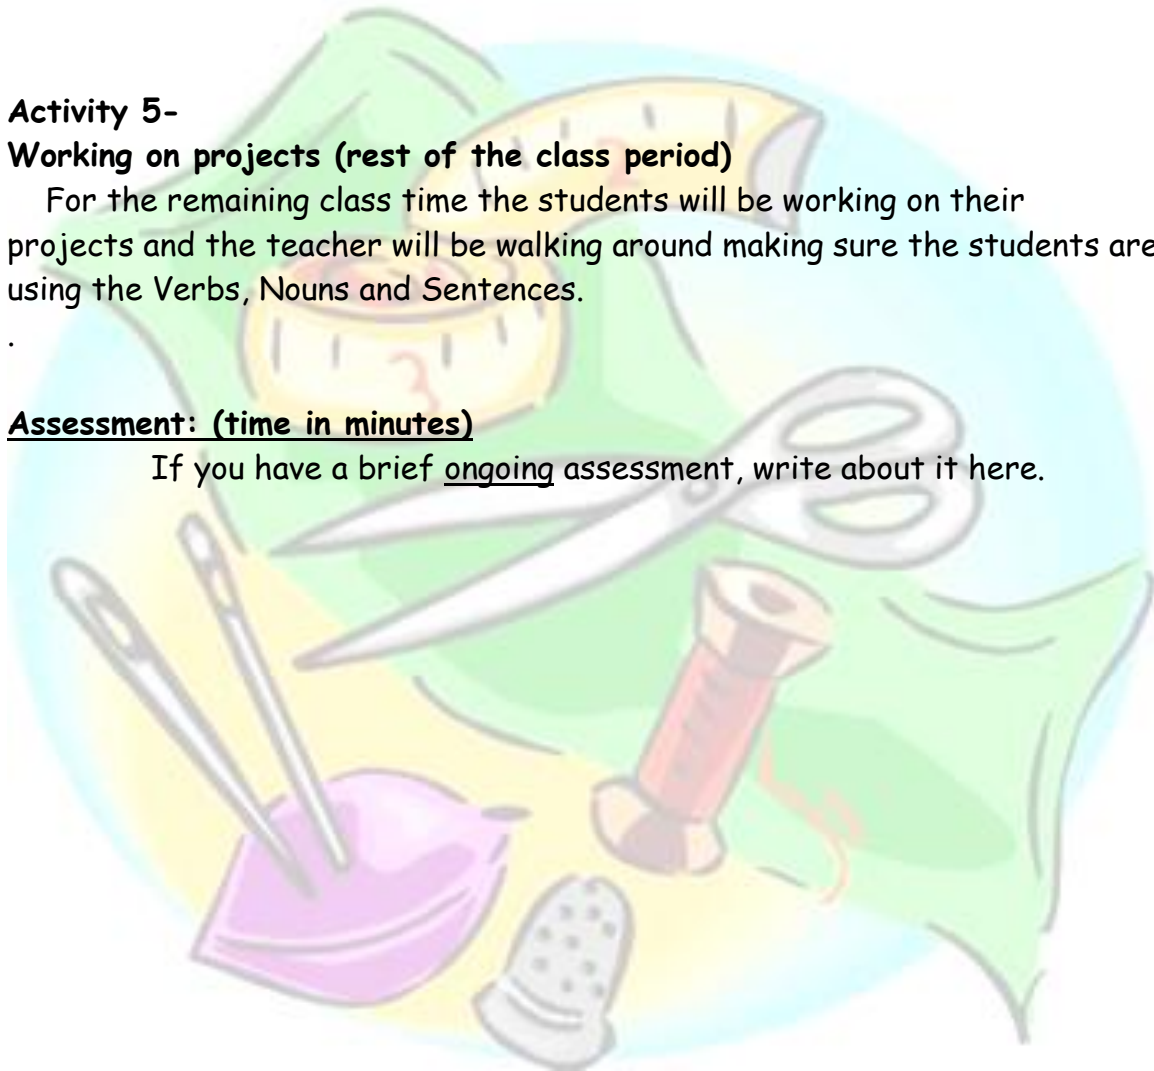 Activity 5-
Working on projects (rest of the class period)
For the remaining class time the students will be working on their
projects and the teacher will be walking around making sure the students are
using the Verbs, Nouns and Sentences.
.
Assessment: (time in minutes)
If you have a brief ongoing assessment, write about it here.